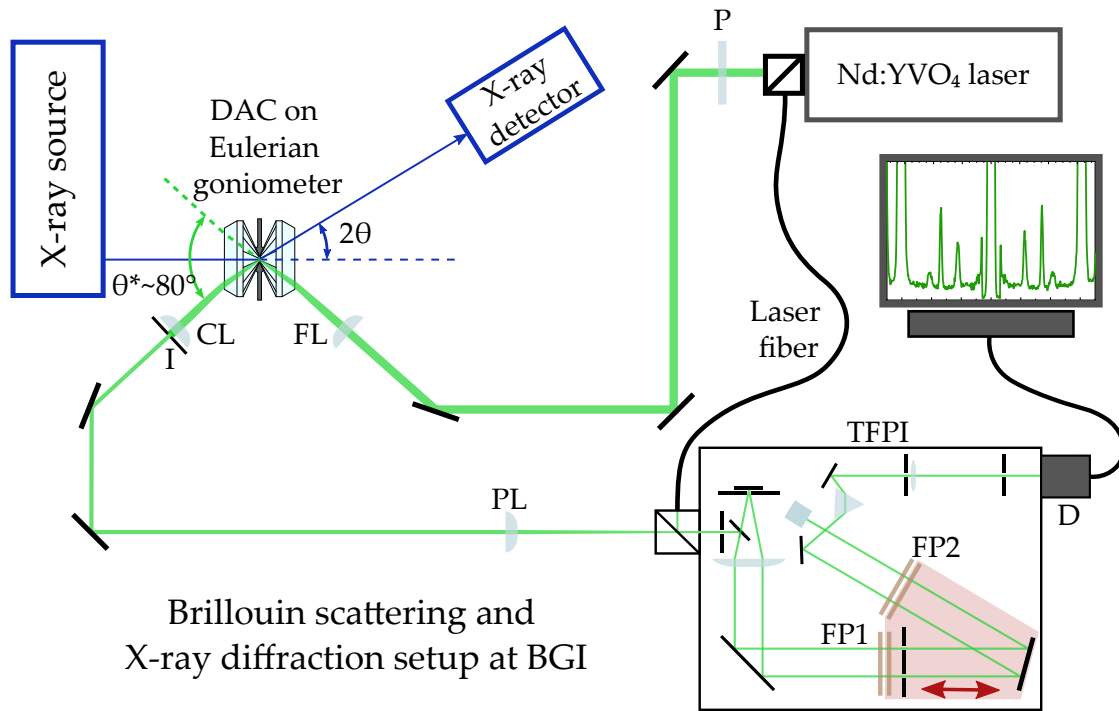 X-ray source
DAC on
Eulerian
goniometer
X-ray
detector
P
Nd:YVO₄ laser
2θ
θ*~80°
I
CL
FL
Laser
fiber
TFPI
PL
D
FP2
FP1
Brillouin scattering and
X-ray diffraction setup at BGI